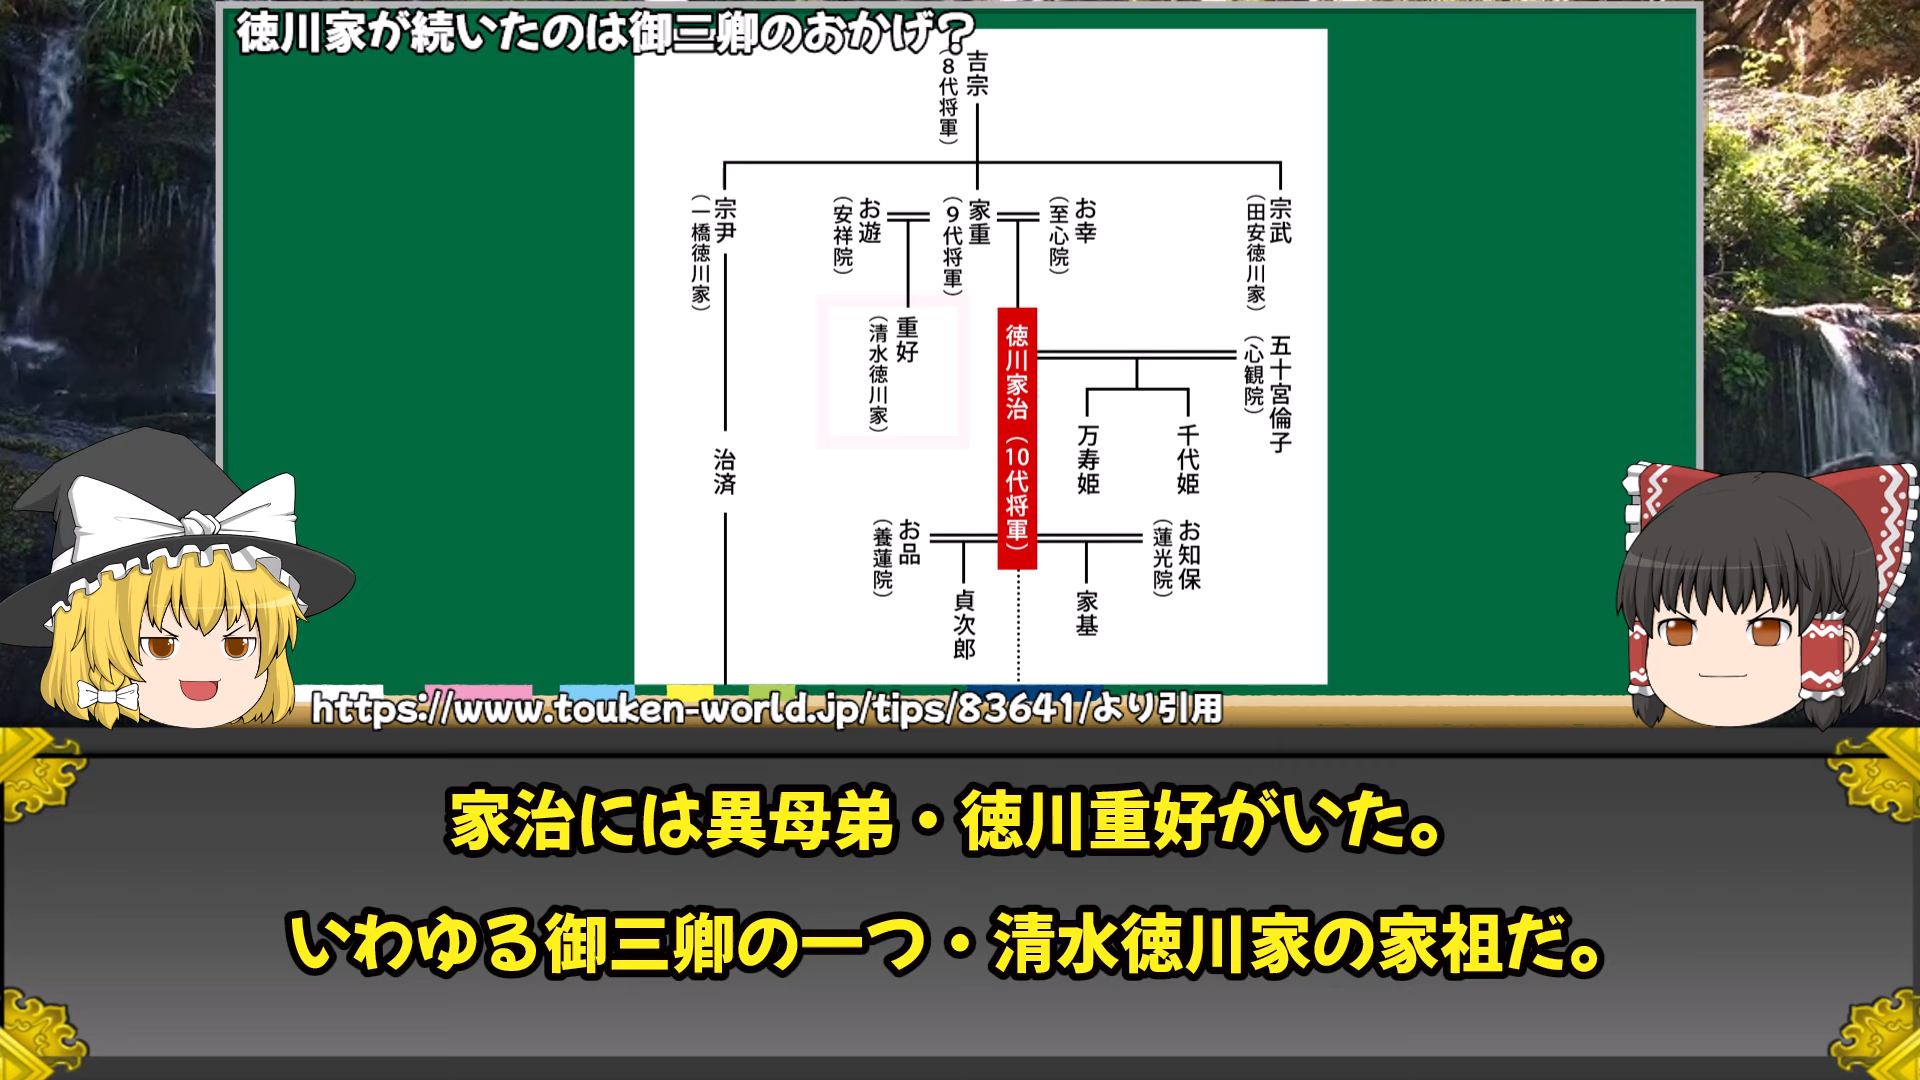 徳川家が続いたのは御三卿のおかげ？
吉宗
（8代将軍）
宗武
（田安徳川家）
お幸
（至心院）
家重
（9代将軍）
お遊
（安祥院）
宗尹
（一橋徳川家）
五十宮倫子
（心観院）
徳川家治（10代将軍）
重好
（清水徳川家）
千代姫
万寿姫
治済
お知保
（蓮光院）
お品
（養蓮院）
家基
貞次郎
https://www.touken-world.jp/tips/83641/より引用
家治には異母弟・徳川重好がいた。
いわゆる御三卿の一つ・清水徳川家の家祖だ。